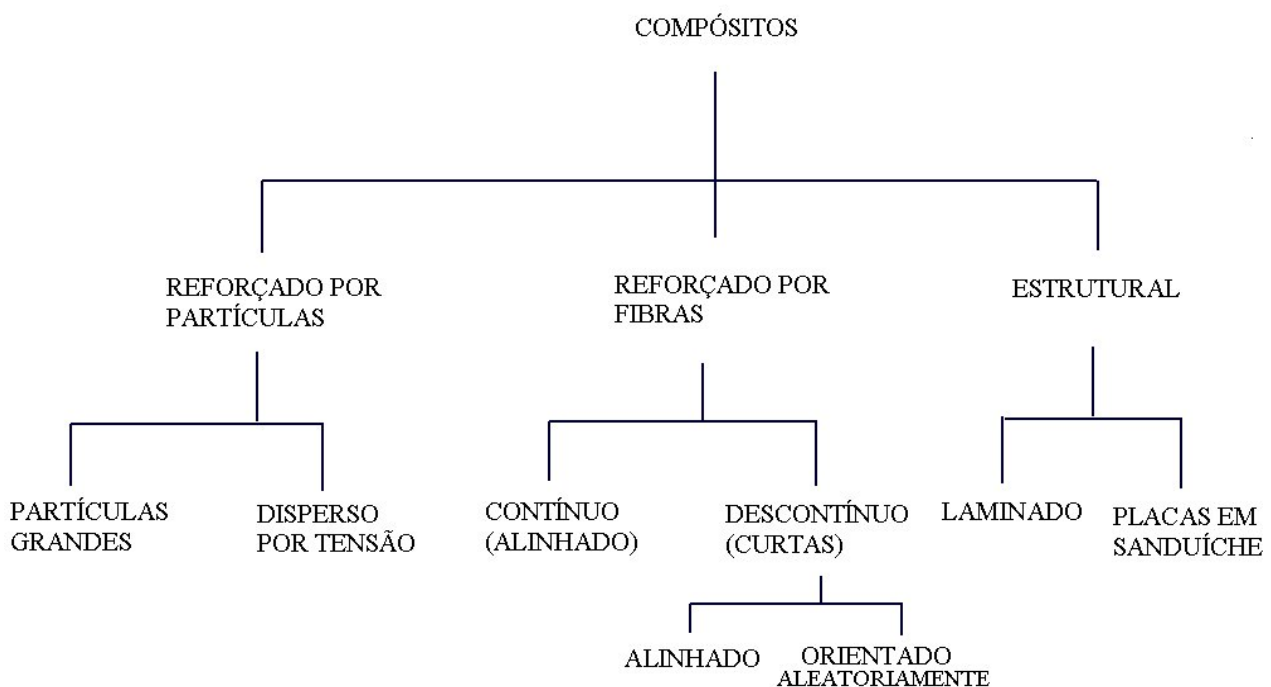 COMPÓSITOS
REFORÇADO POR
PARTÍCULAS
REFORÇADO POR
FIBRAS
ESTRUTURAL
PARTÍCULAS
GRANDES
DISPERSO
POR TENSÃO
CONTÍNUO
(ALINHADO)
DESCONTÍNUO
(CURTAS)
LAMINADO
PLACAS EM
SANDUÍCHE
ALINHADO
ORIENTADO
ALEATORIAMENTE